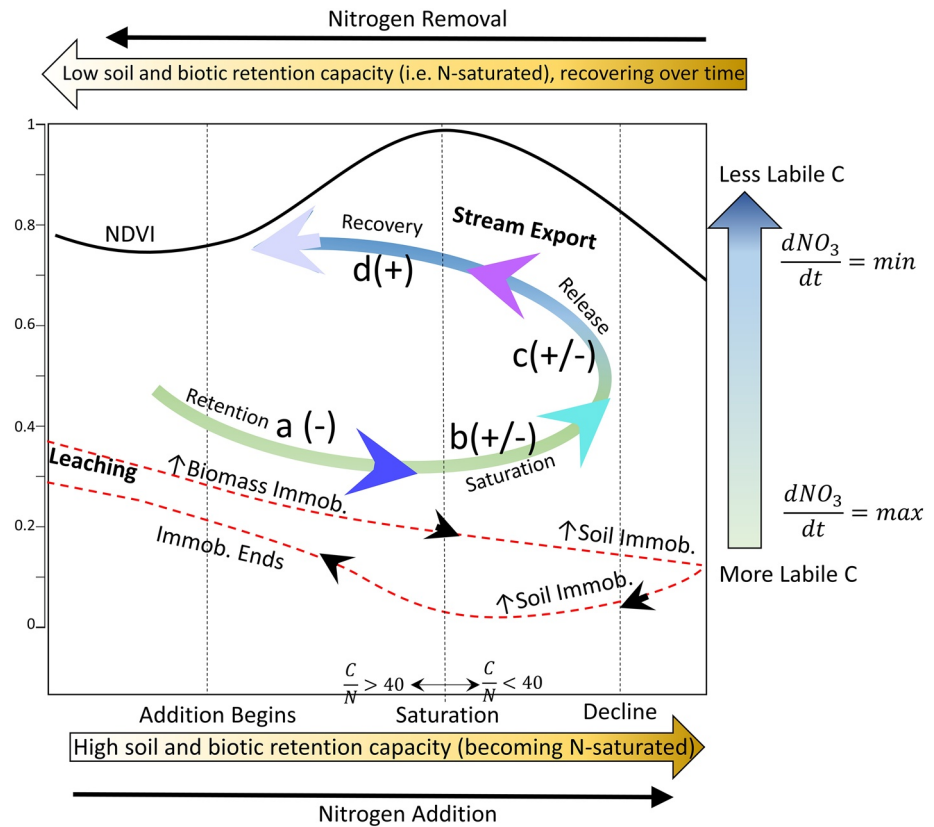 Nitrogen Removal
Low soil and biotic retention capacity (i.e. N-saturated), recovering over time
1
0.8
0.6
0.4
0.2
0
NDVI
Recovery
Stream Export
d(+)
Release
c(+/-)
Retention
a (-)
b(+/-)
Saturation
Leaching
↑Biomass Immob.
↑Soil Immob.
Immob. Ends
↑Soil Immob.
C/N > 40
C/N < 40
Less Labile C
dNO₃/dt = min
dNO₃/dt = max
More Labile C
Addition Begins
Saturation
Decline
High soil and biotic retention capacity (becoming N-saturated)
Nitrogen Addition